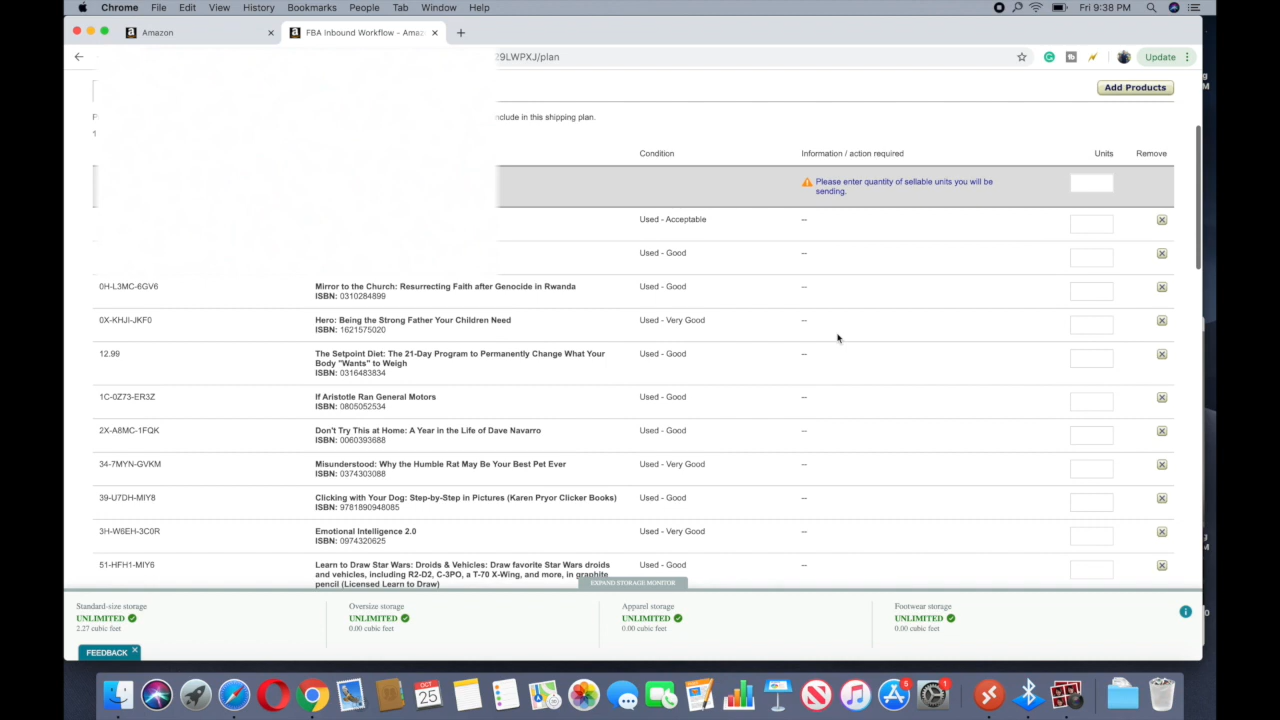 Chrome File Edit View History Bookmarks People Tab Window Help Fri 9:38 PM
Amazon FBA Inbound Workflow – Amaz
29LWPXJ/plan Update
Add Products
nclude in this shipping plan.
Condition Information / action required Units Remove
Please enter quantity of sellable units you will be
sending.
Used - Acceptable --
Used - Good --
0H-L3MC-6GV6 Mirror to the Church: Resurrecting Faith after Genocide in Rwanda Used - Good --
ISBN: 0310284899
0X-KHJI-JKF0 Hero: Being the Strong Father Your Children Need Used - Very Good --
ISBN: 1621575020
12.99 The Setpoint Diet: The 21-Day Program to Permanently Change What Your Used - Good --
Body "Wants" to Weigh
ISBN: 0316483834
1C-0Z73-ER3Z If Aristotle Ran General Motors Used - Good --
ISBN: 0805052534
2X-A8MC-1FQK Don't Try This at Home: A Year in the Life of Dave Navarro Used - Good --
ISBN: 0060393688
34-7MYN-GVKM Misunderstood: Why the Humble Rat May Be Your Best Pet Ever Used - Very Good --
ISBN: 0374303088
39-U7DH-MIY8 Clicking with Your Dog: Step-by-Step in Pictures (Karen Pryor Clicker Books) Used - Good --
ISBN: 9781890948085
3H-W6EH-3C0R Emotional Intelligence 2.0 Used - Very Good --
ISBN: 0974320625
51-HFH1-MIY6 Learn to Draw Star Wars: Droids & Vehicles: Draw favorite Star Wars droids Used - Good --
and vehicles, including R2-D2, C-3PO, a T-70 X-Wing, and more, in graphite
pencil (Licensed Learn to Draw)
EXPAND STORAGE MONITOR
Standard-size storage Oversize storage Apparel storage Footwear storage
UNLIMITED UNLIMITED UNLIMITED UNLIMITED
2.27 cubic feet 0.00 cubic feet 0.00 cubic feet 0.00 cubic feet
FEEDBACK
OCT
25 5 1